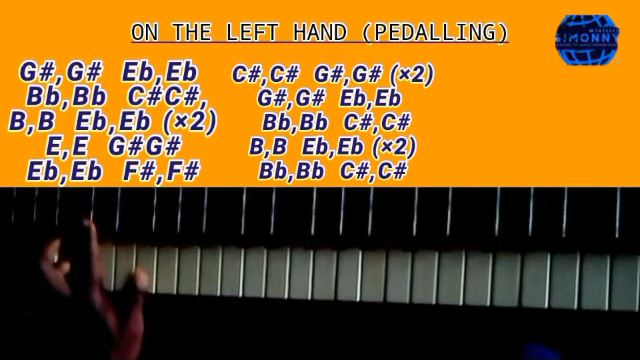 ON THE LEFT HAND (PEDALLING)
G#,G# Eb,Eb
Bb,Bb C#C#,
B,B Eb,Eb (×2)
E,E G#G#
Eb,Eb F#,F#
C#,C# G#,G# (×2)
G#,G# Eb,Eb
Bb,Bb C#,C#
B,B Eb,Eb (×2)
Bb,Bb C#,C#
SIMONNY